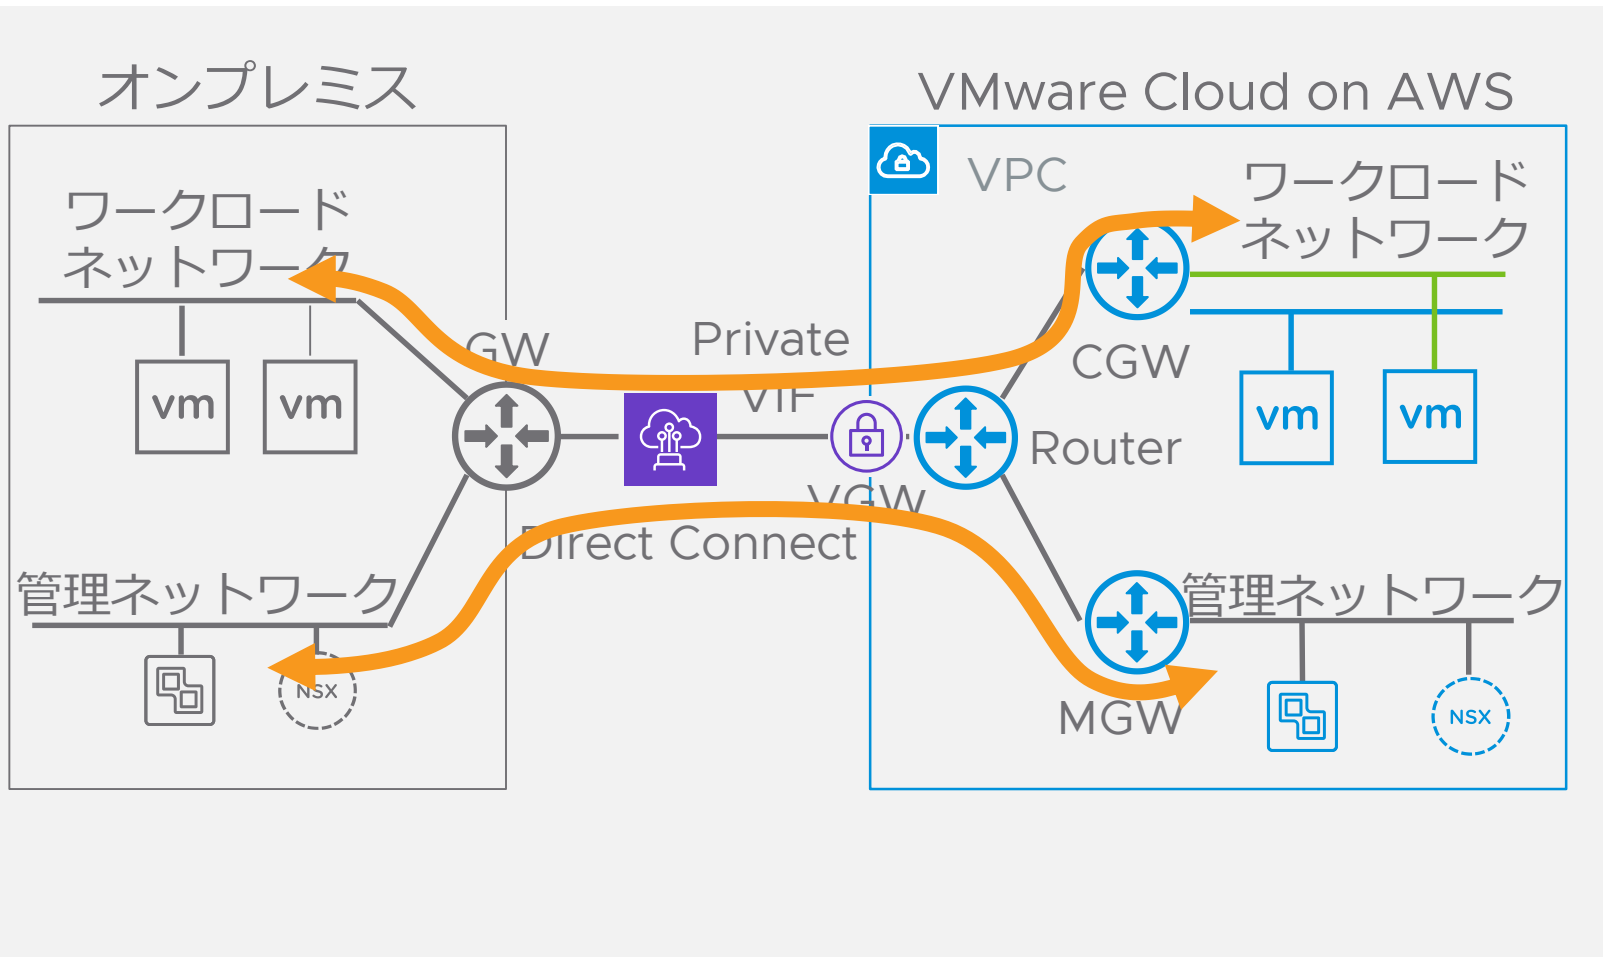 オンプレミス
VMware Cloud on AWS
VPC
ワークロード
ネットワーク
ワークロード
ネットワーク
GW
Private
VIF
CGW
vm
vm
vm
vm
Router
VGW
Direct Connect
管理ネットワーク
管理ネットワーク
NSX
MGW
NSX